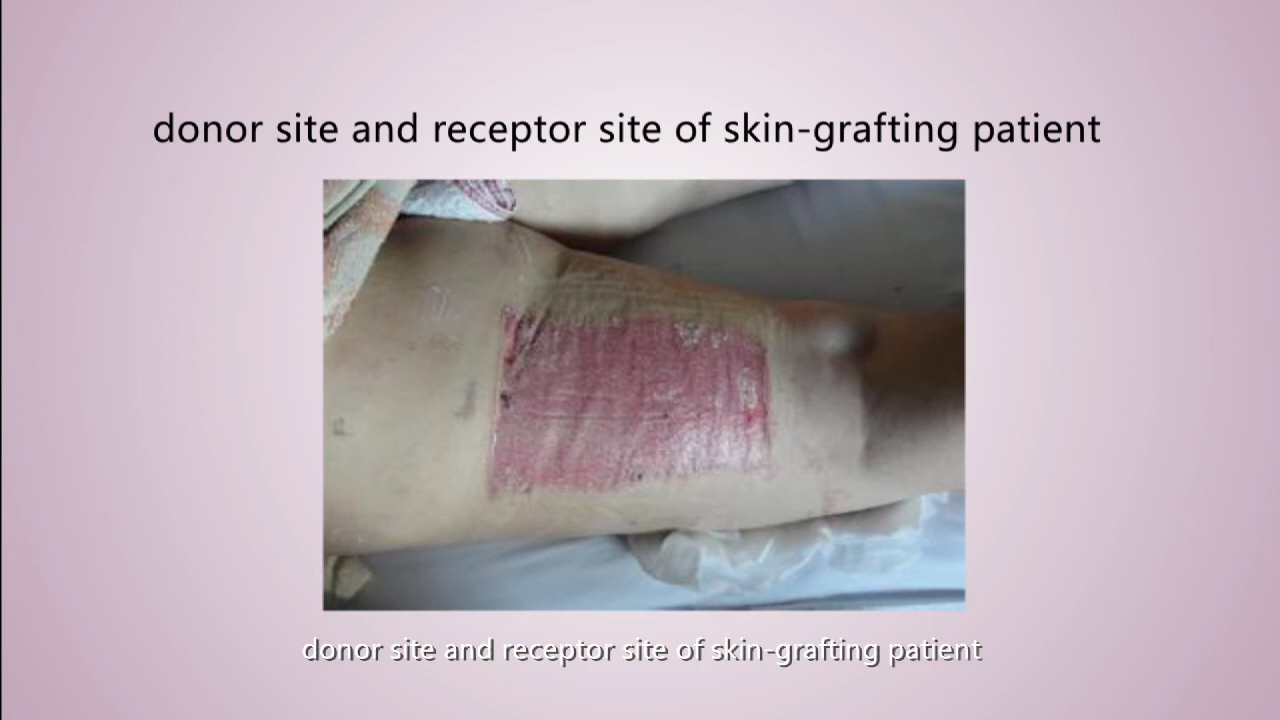 donor site and receptor site of skin-grafting patient
donor site and receptor site of skin-grafting patient